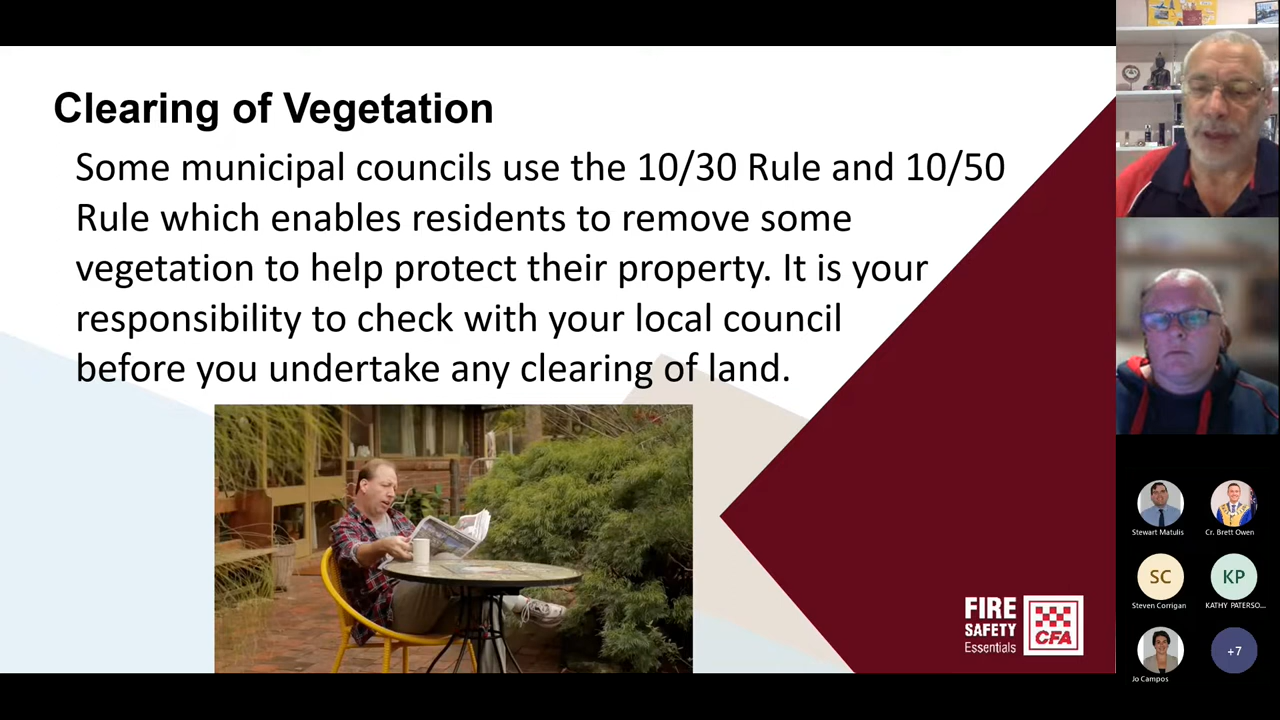 Clearing of Vegetation
Some municipal councils use the 10/30 Rule and 10/50
Rule which enables residents to remove some
vegetation to help protect their property. It is your
responsibility to check with your local council
before you undertake any clearing of land.
FIRE
SAFETY
Essentials
CFA
Stewart Matulis
Cr. Brett Owen
SC
Steven Corrigan
KP
KATHY PATERSO...
Jo Campos
+7